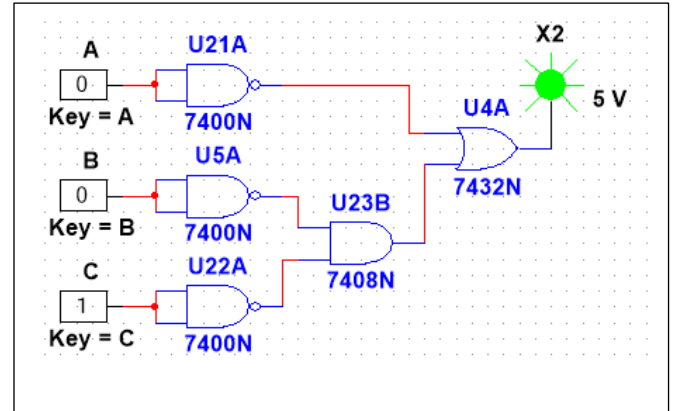 A
0
Key = A
U21A
7400N
B
0
Key = B
U5A
7400N
C
1
Key = C
U22A
7400N
U23B
7408N
U4A
7432N
X2
5 V